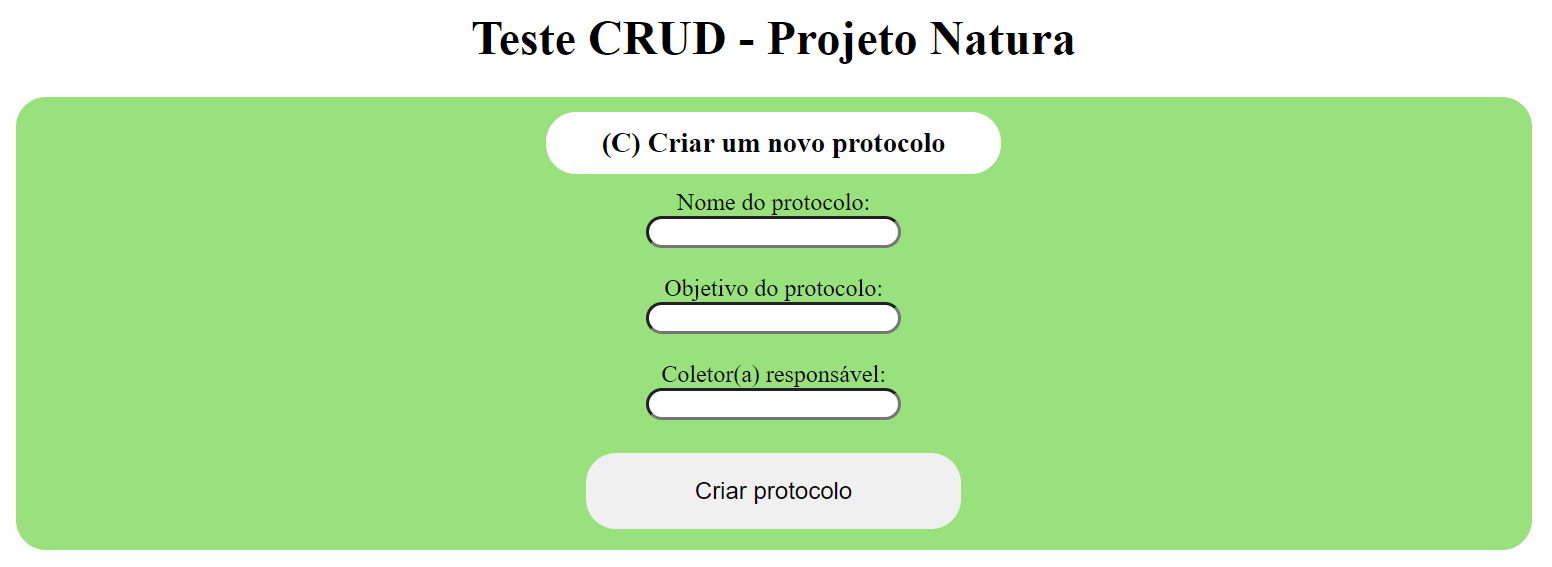 Teste CRUD - Projeto Natura
(C) Criar um novo protocolo
Nome do protocolo:
Objetivo do protocolo:
Coletor(a) responsável:
Criar protocolo